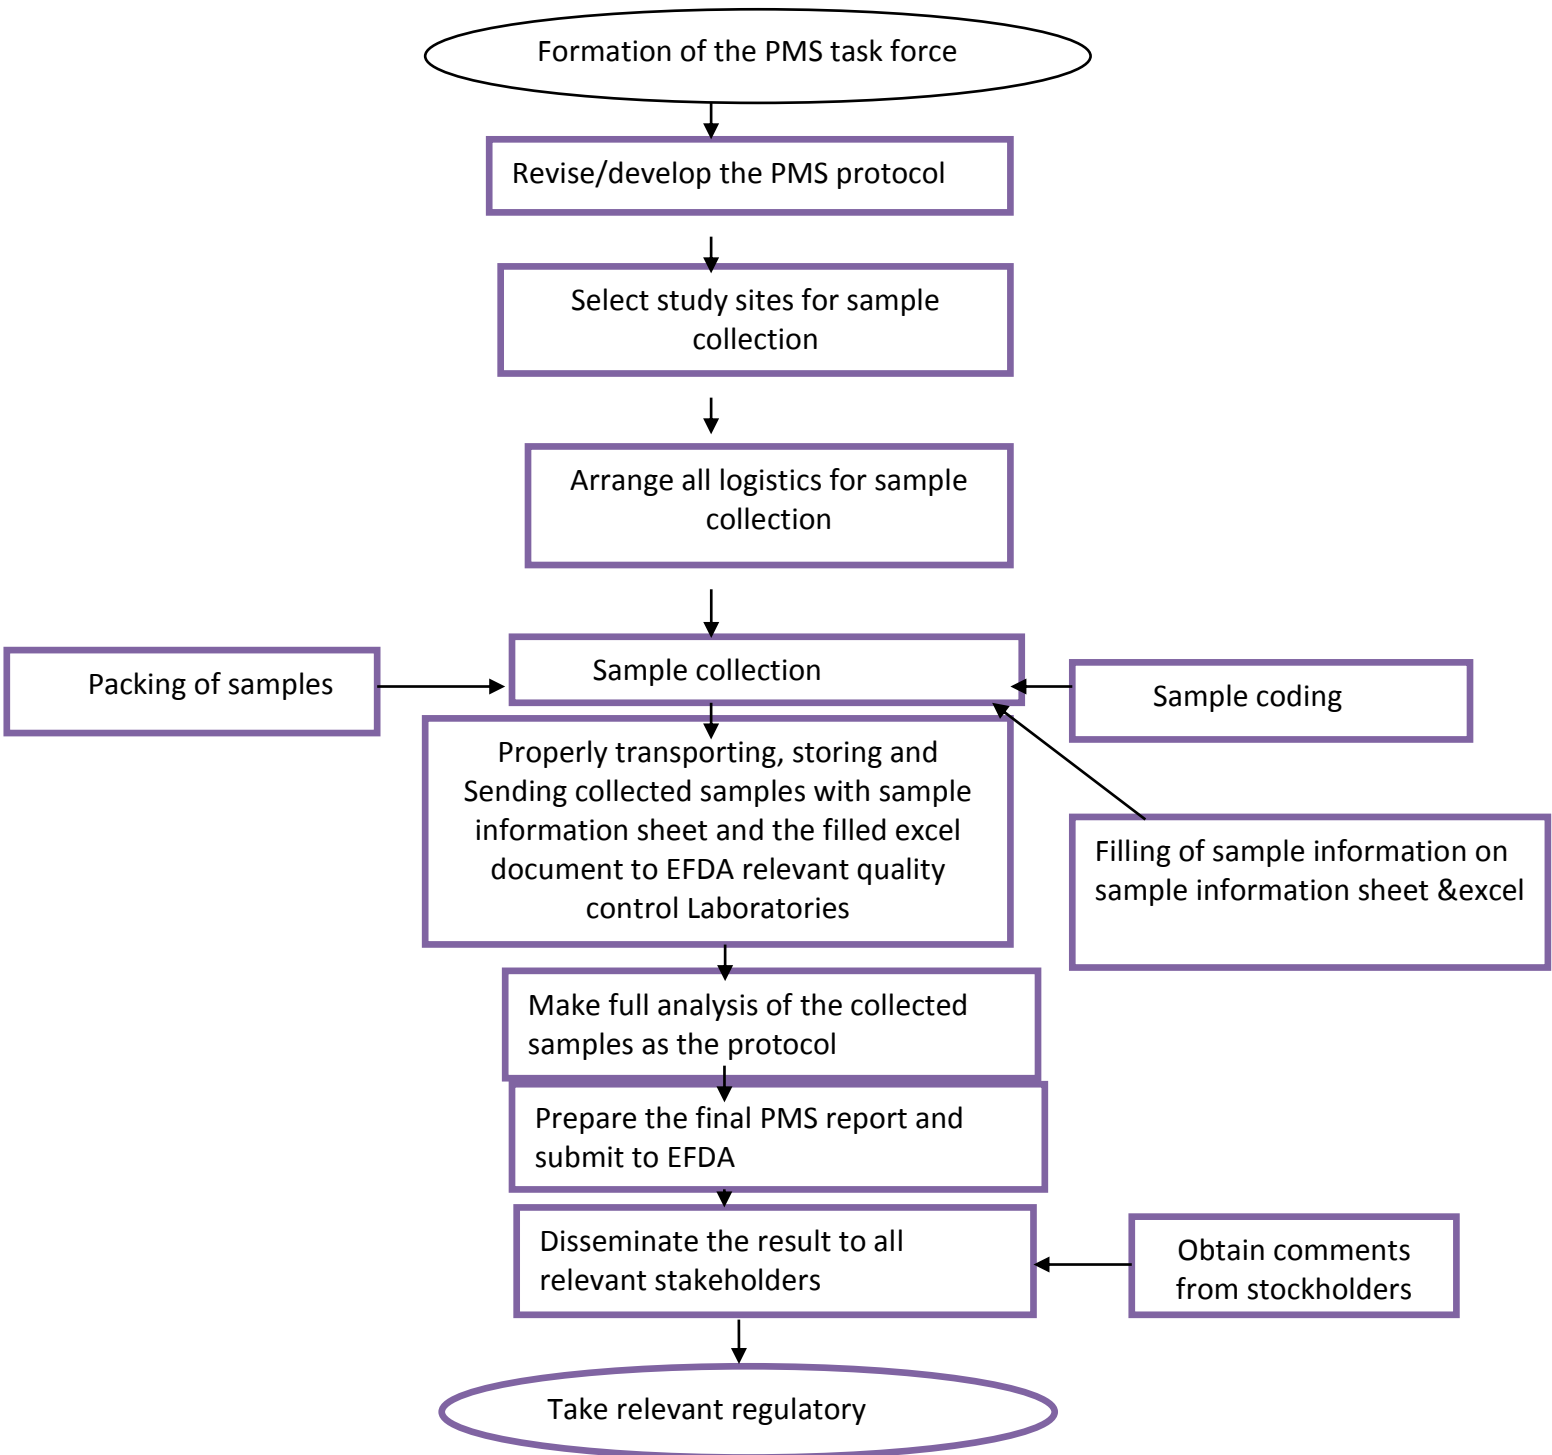 Formation of the PMS task force
Revise/develop the PMS protocol
Select study sites for sample
collection
Arrange all logistics for sample
collection
Packing of samples
Sample collection
Sample coding
Properly transporting, storing and
Sending collected samples with sample
information sheet and the filled excel
document to EFDA relevant quality
control Laboratories
Filling of sample information on
sample information sheet &excel
Make full analysis of the collected
samples as the protocol
Prepare the final PMS report and
submit to EFDA
Disseminate the result to all
relevant stakeholders
Obtain comments
from stockholders
Take relevant regulatory